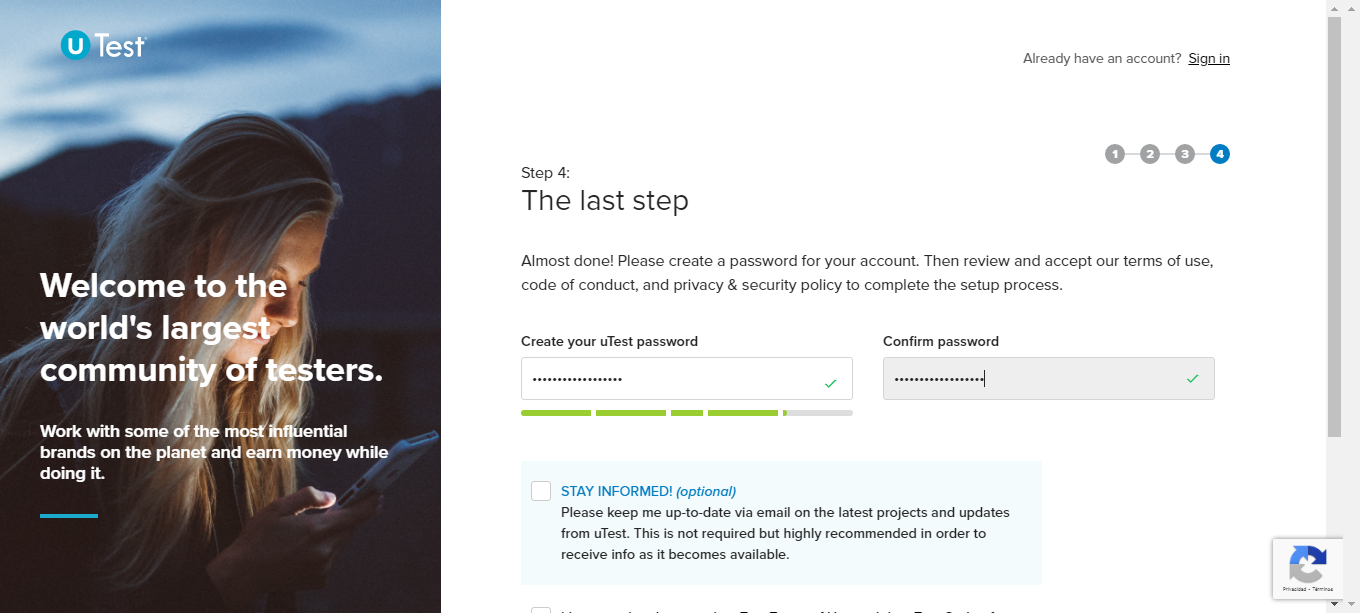 uTest
Already have an account? Sign in
1 2 3 4
Step 4:
The last step
Almost done! Please create a password for your account. Then review and accept our terms of use,
code of conduct, and privacy & security policy to complete the setup process.
Welcome to the
world's largest
community of testers.
Work with some of the most influential
brands on the planet and earn money while
doing it.
Create your uTest password
Confirm password
••••••••••••••••••
••••••••••••••••••
STAY INFORMED! (optional)
Please keep me up-to-date via email on the latest projects and updates
from uTest. This is not required but highly recommended in order to
receive info as it becomes available.
Privacidad - Términos